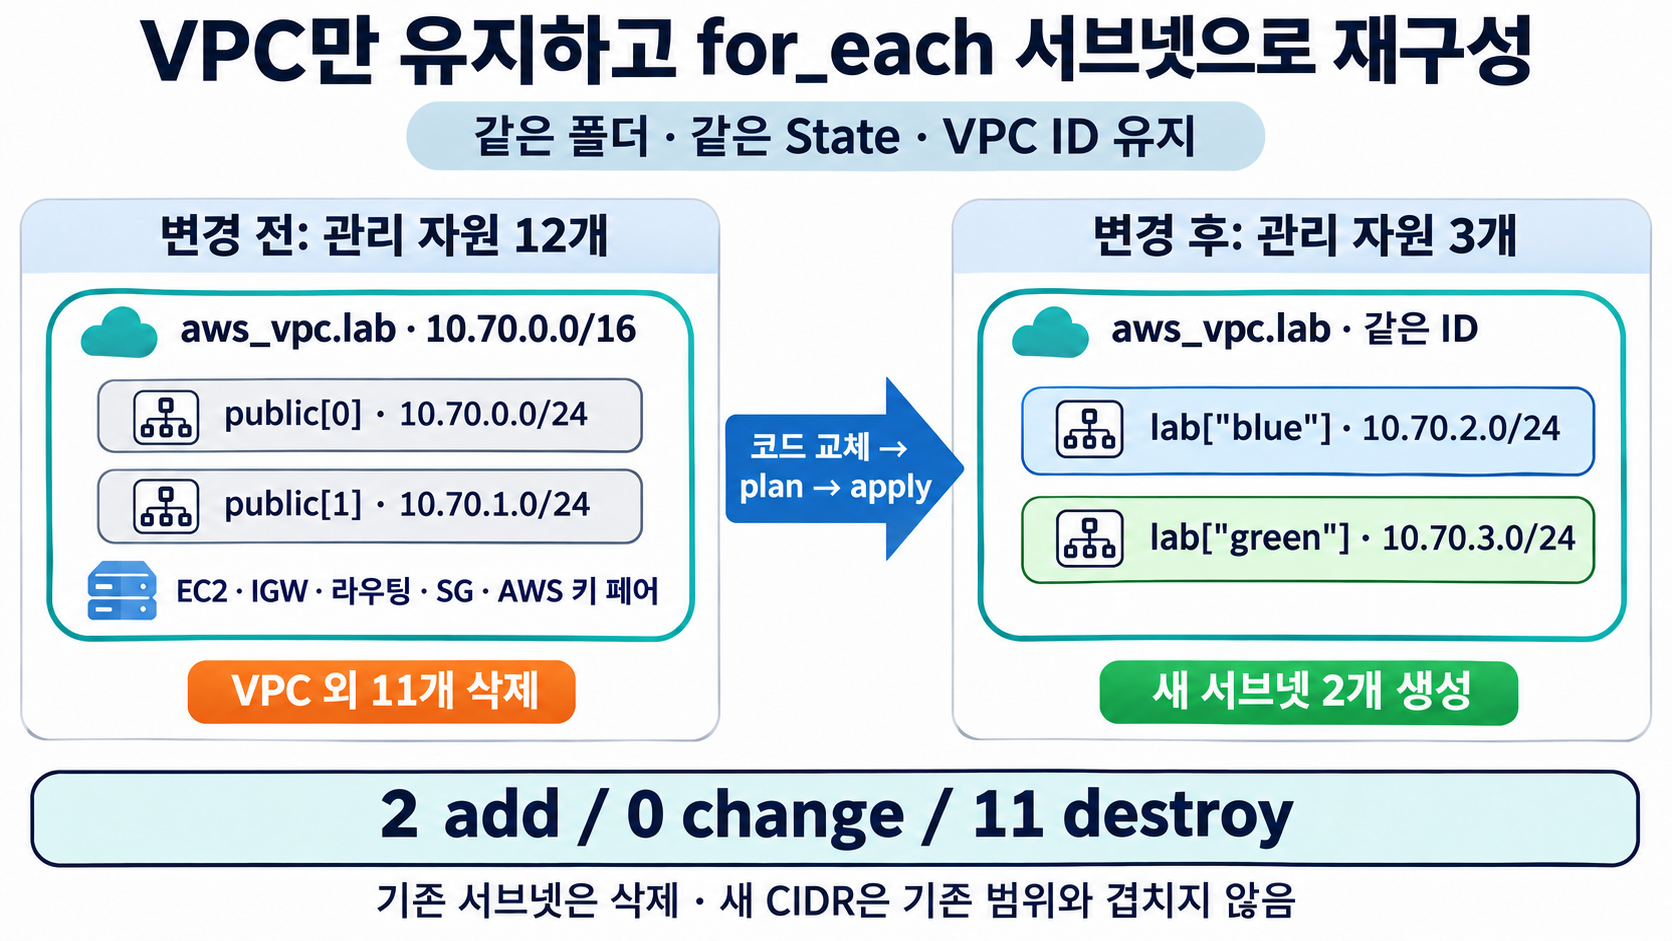 VPC만 유지하고 for_each 서브넷으로 재구성
같은 폴더 · 같은 State · VPC ID 유지
변경 전: 관리 자원 12개
aws_vpc.lab · 10.70.0.0/16
public[0] · 10.70.0.0/24
public[1] · 10.70.1.0/24
EC2 · IGW · 라우팅 · SG · AWS 키 페어
VPC 외 11개 삭제
코드 교체 →
plan → apply
변경 후: 관리 자원 3개
aws_vpc.lab · 같은 ID
lab["blue"] · 10.70.2.0/24
lab["green"] · 10.70.3.0/24
새 서브넷 2개 생성
2 add / 0 change / 11 destroy
기존 서브넷은 삭제 · 새 CIDR은 기존 범위와 겹치지 않음